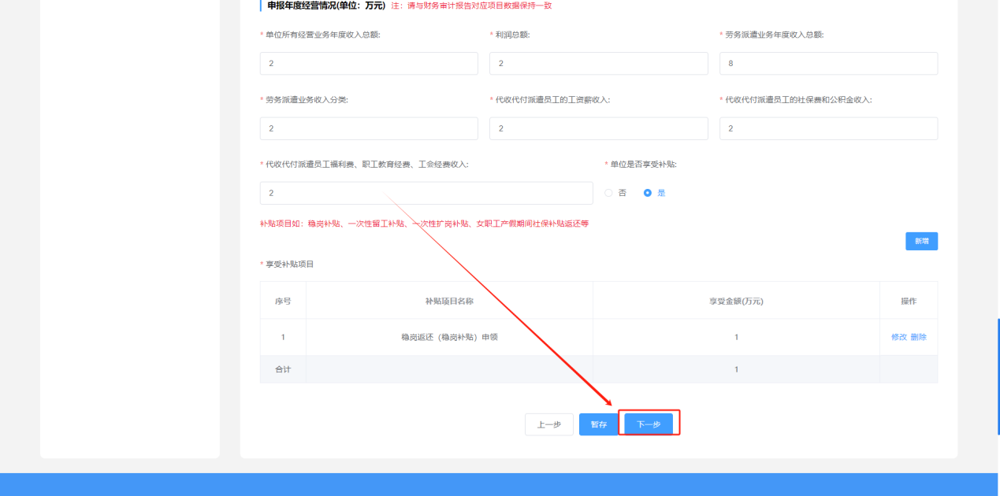 申报年度经营情况(单位：万元) 注：请与财务审计报告对应项目数据保持一致
* 单位所有经营业务年度收入总额: * 利润总额: * 劳务派遣业务年度收入总额:
2 2 8
* 劳务派遣业务收入分类: * 代收代付派遣员工的工资薪收入: * 代收代付派遣员工的社保费和公积金收入:
2 2 2
* 代收代付派遣员工福利费、职工教育经费、工会经费收入: * 单位是否享受补贴:
2 否 是
补贴项目如：稳岗补贴、一次性留工补贴、一次性扩岗补贴、女职工产假期间社保补贴返还等
新增
* 享受补贴项目
序号 补贴项目名称 享受金额(万元) 操作
1 稳岗返还（稳岗补贴）申领 1 修改 删除
合计 1
上一步 暂存 下一步